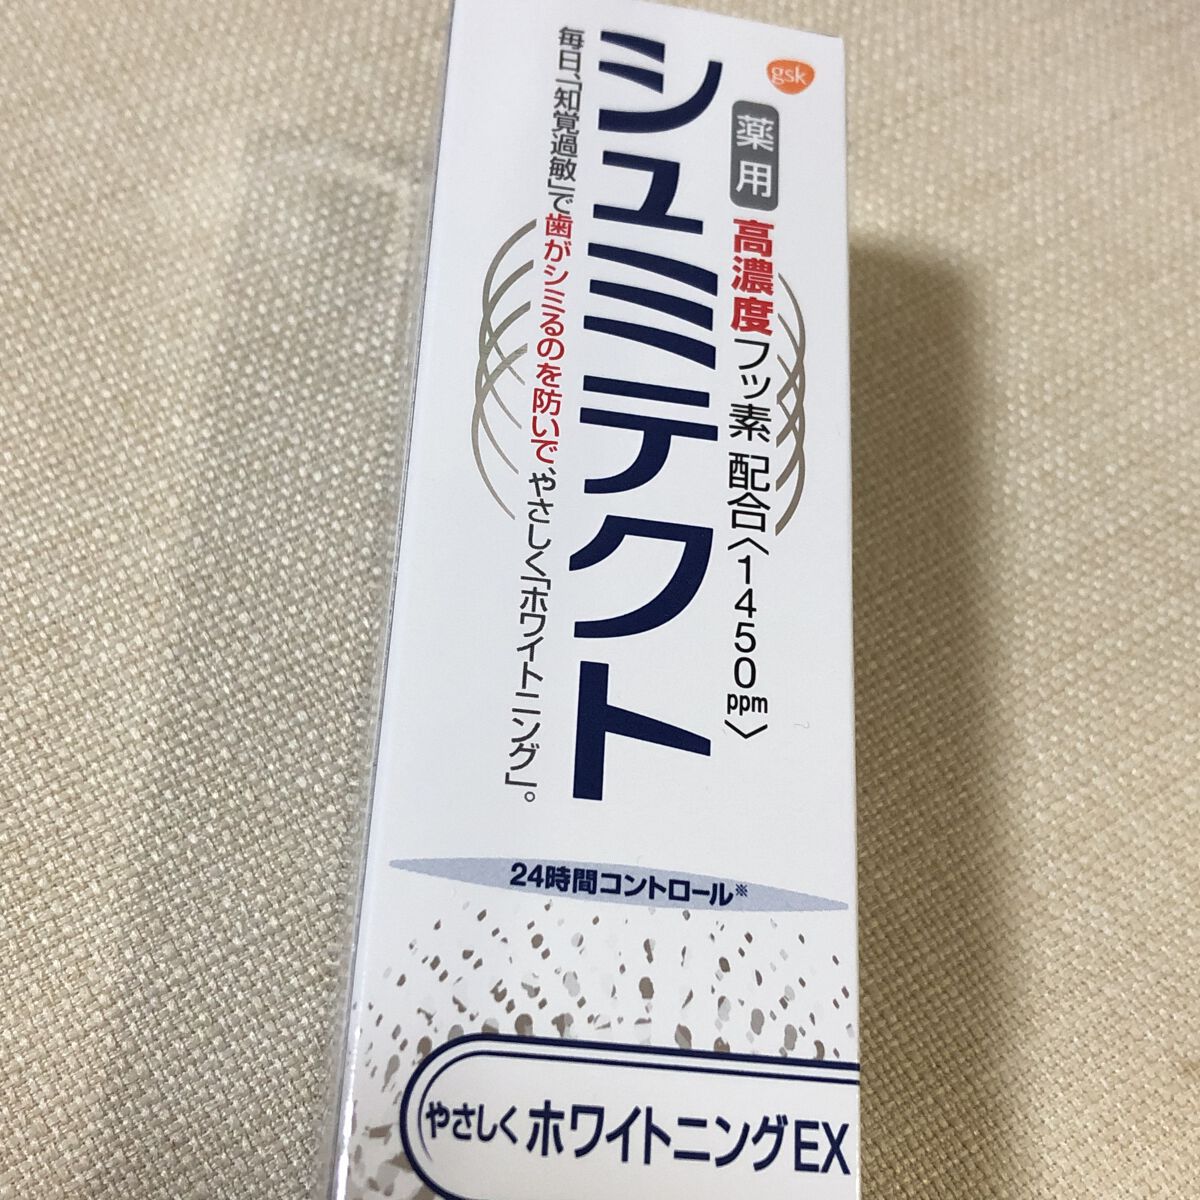 gsk
薬用
高濃度フッ素 配合〈1450ppm〉
シュミテクト
毎日、「知覚過敏」で歯がシミるのを防いで、やさしく「ホワイトニング」。
24時間コントロール※
やさしく ホワイトニングEX